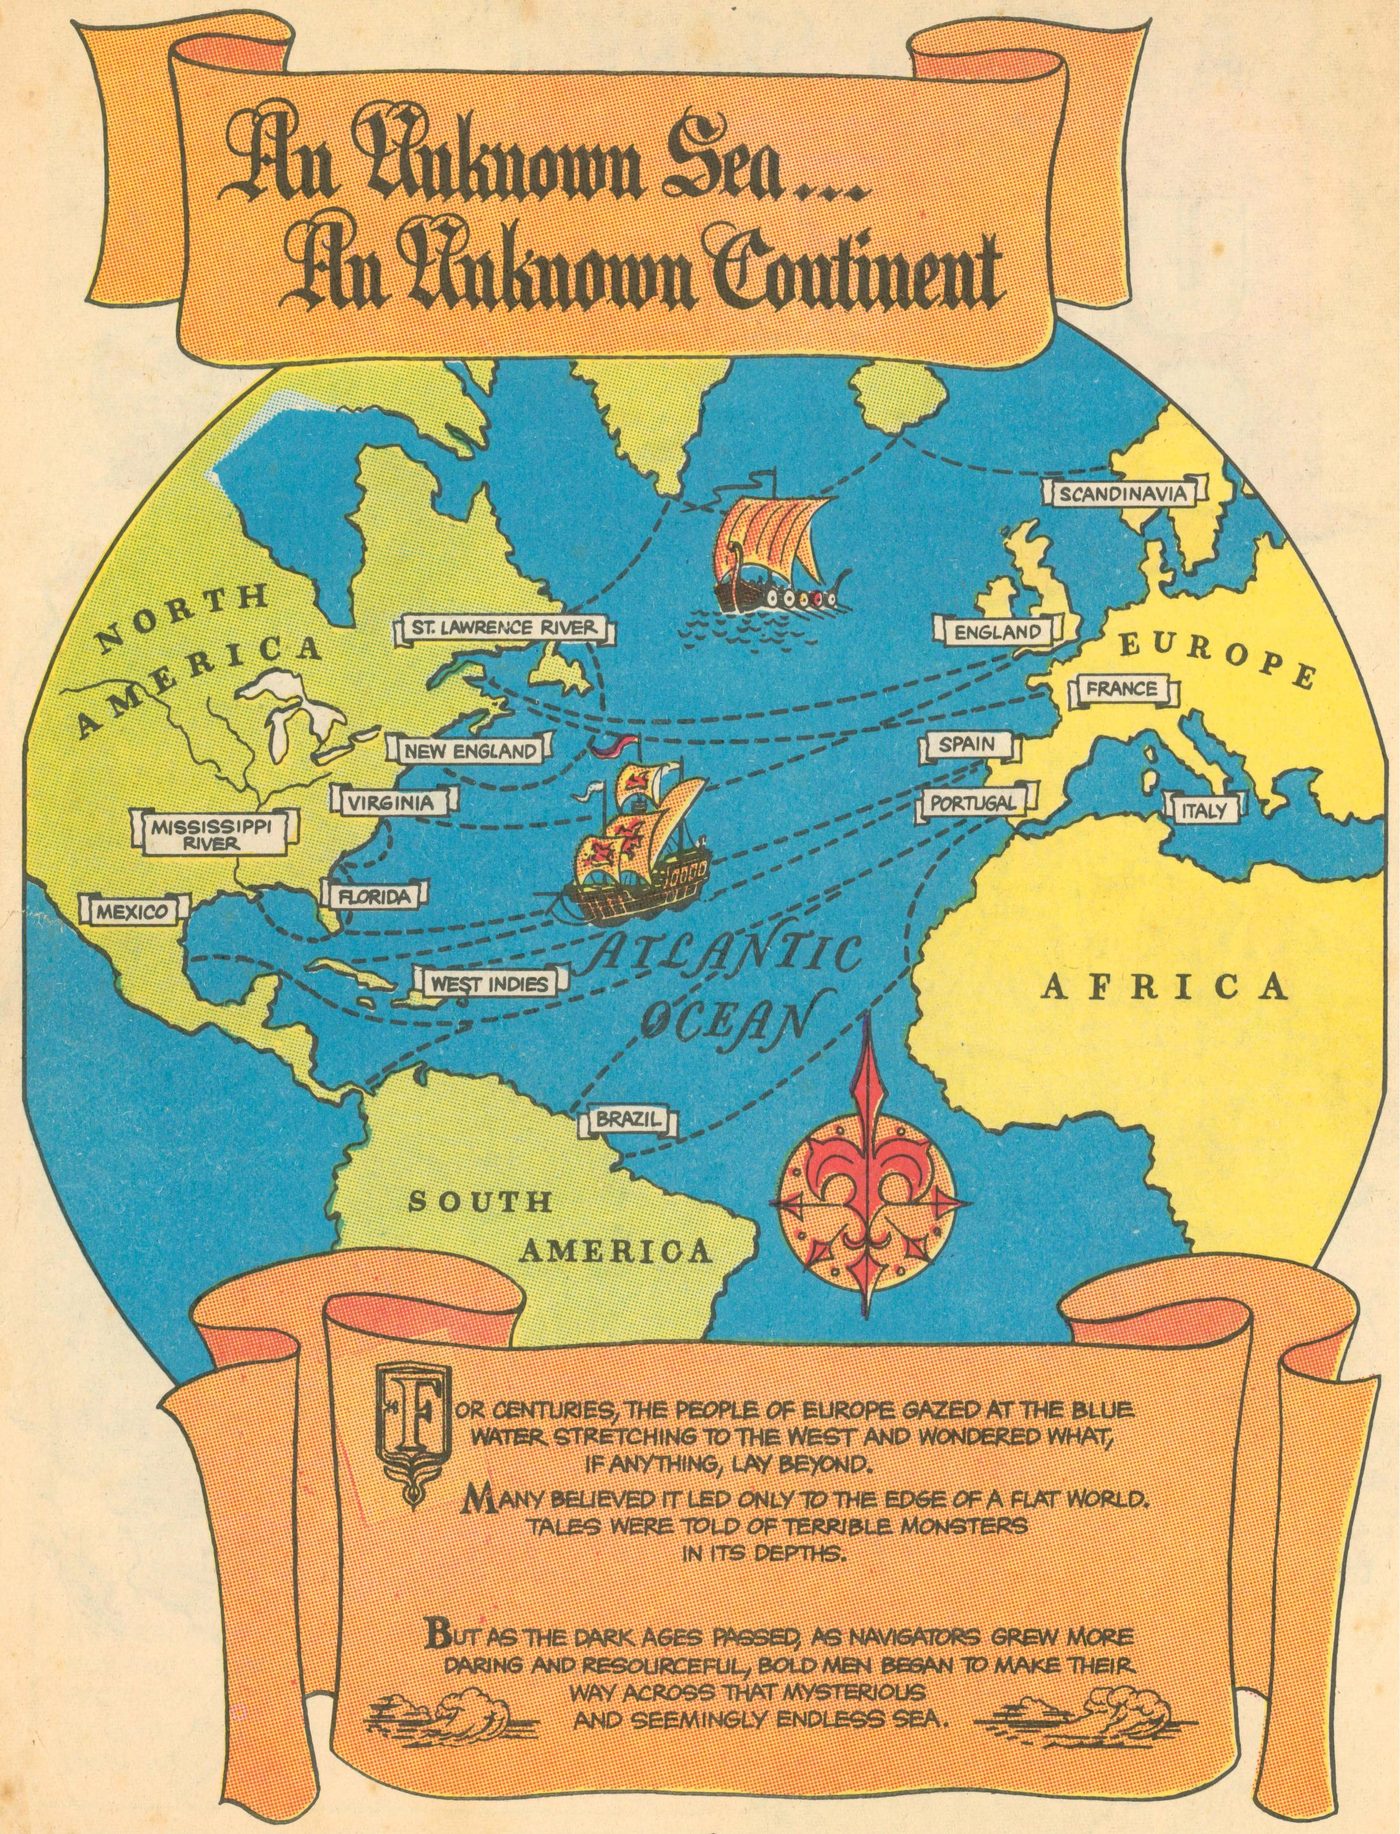 An Unknown Sea...
An Unknown Continent
SCANDINAVIA
NORTH
AMERICA
ST. LAWRENCE RIVER
ENGLAND
EUROPE
FRANCE
NEW ENGLAND
SPAIN
VIRGINIA
PORTUGAL
ITALY
MISSISSIPPI
RIVER
FLORIDA
MEXICO
ATLANTIC
OCEAN
WEST INDIES
AFRICA
BRAZIL
SOUTH
AMERICA
FOR CENTURIES, THE PEOPLE OF EUROPE GAZED AT THE BLUE
WATER STRETCHING TO THE WEST AND WONDERED WHAT,
IF ANYTHING, LAY BEYOND.
MANY BELIEVED IT LED ONLY TO THE EDGE OF A FLAT WORLD.
TALES WERE TOLD OF TERRIBLE MONSTERS
IN ITS DEPTHS.
BUT AS THE DARK AGES PASSED, AS NAVIGATORS GREW MORE
DARING AND RESOURCEFUL, BOLD MEN BEGAN TO MAKE THEIR
WAY ACROSS THAT MYSTERIOUS
AND SEEMINGLY ENDLESS SEA.